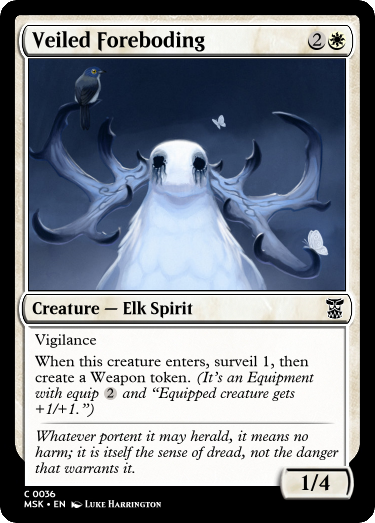 Veiled Foreboding 2
Creature — Elk Spirit
Vigilance
When this creature enters, surveil 1, then
create a Weapon token. (It's an Equipment
with equip 2 and “Equipped creature gets
+1/+1.”)
Whatever portent it may herald, it means no
harm; it is itself the sense of dread, not the danger
that warrants it.
1/4
C 0036
MSK • EN Luke Harrington